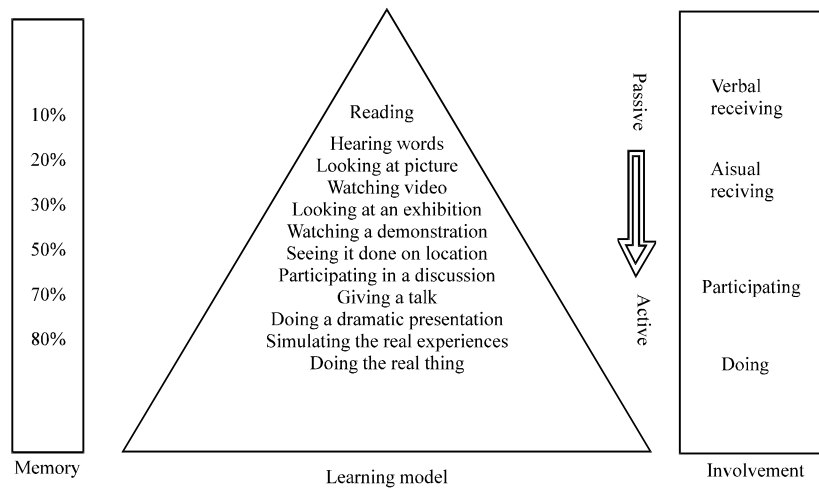 10%
20%
30%
50%
70%
80%
Memory
Reading
Hearing words
Looking at picture
Watching video
Looking at an exhibition
Watching a demonstration
Seeing it done on location
Participating in a discussion
Giving a talk
Doing a dramatic presentation
Simulating the real experiences
Doing the real thing
Learning model
Passive
Active
Verbal
receiving
Aisual
reciving
Participating
Doing
Involvement